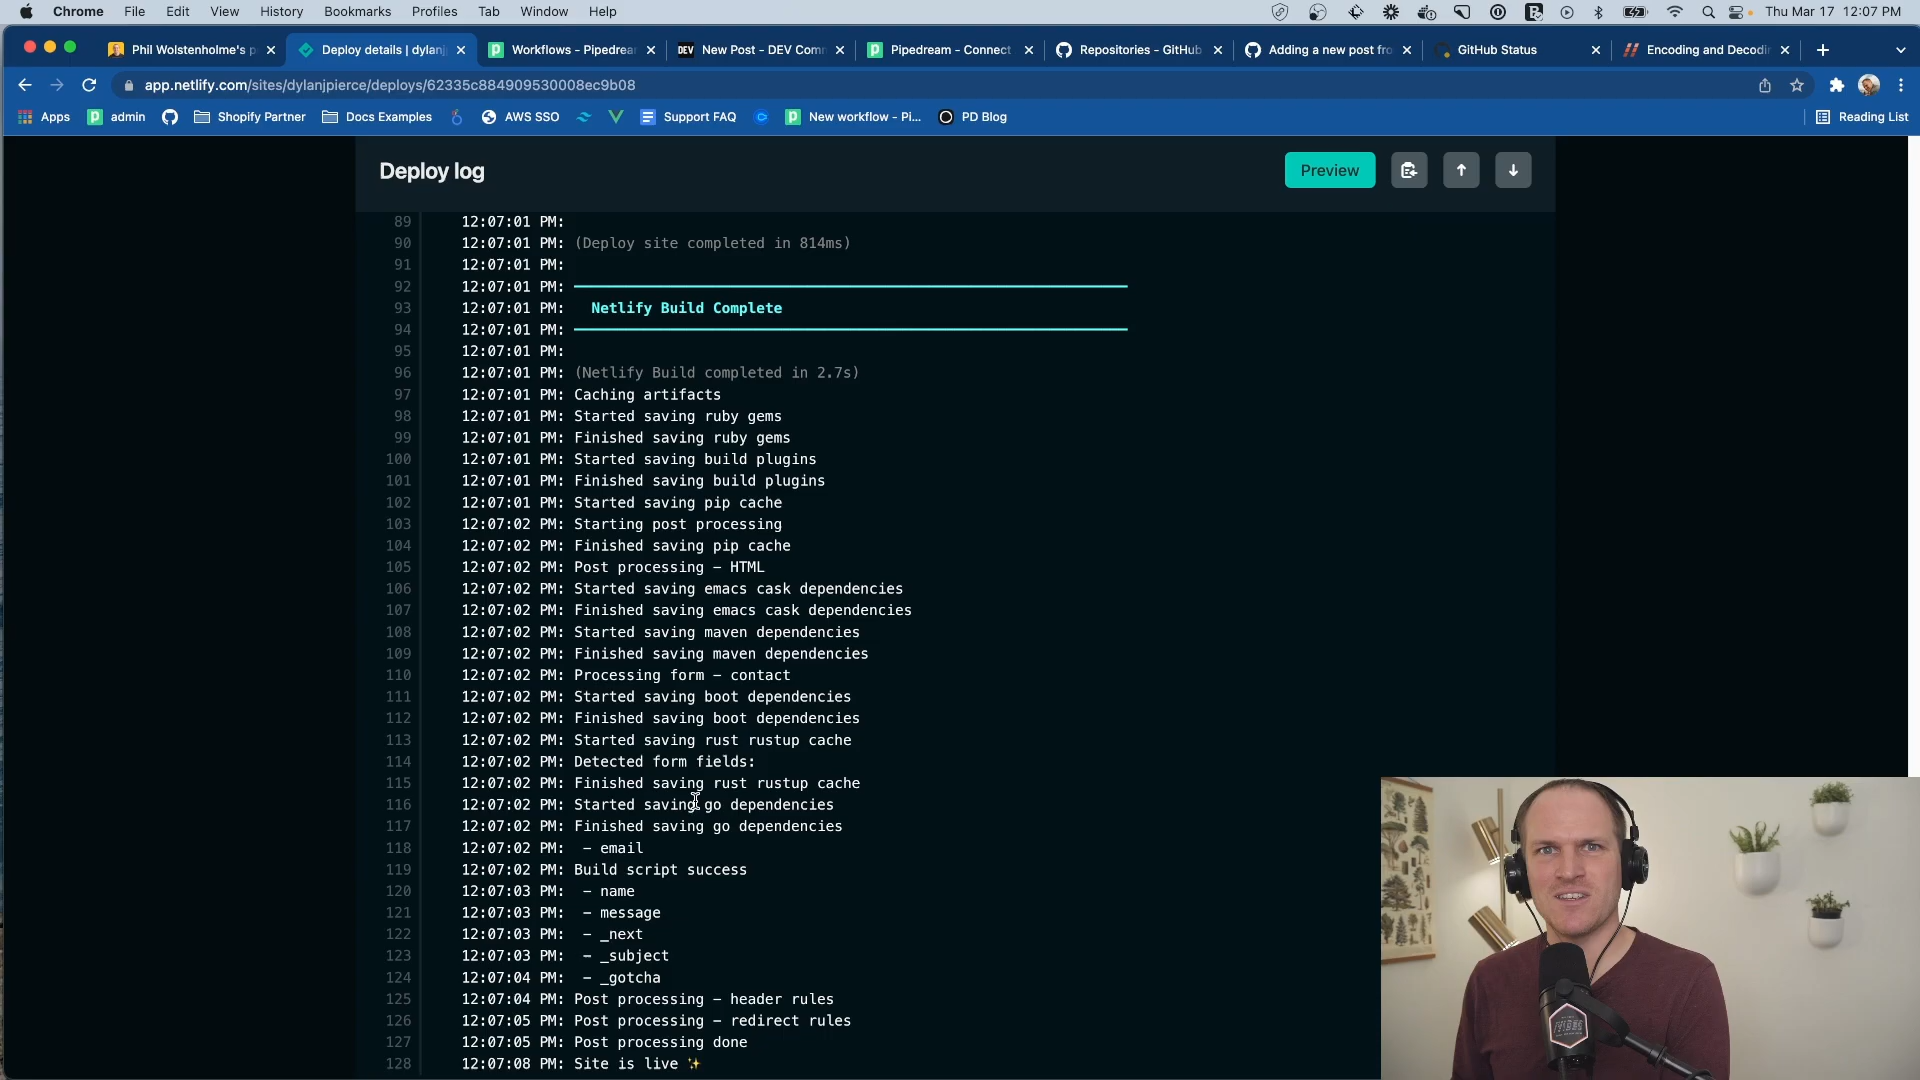 Chrome File Edit View History Bookmarks Profiles Tab Window Help Thu Mar 17 12:07 PM
Phil Wolstenholme's p Deploy details | dylanj Workflows - Pipedrea DEV New Post - DEV Com Pipedream - Connect Repositories - GitHub Adding a new post fro GitHub Status Encoding and Decodi
app.netlify.com/sites/dylanjpierce/deploys/62335c884909530008ec9b08
Apps admin Shopify Partner Docs Examples AWS SSO Support FAQ New workflow - Pi... PD Blog Reading List
Deploy log Preview
89 12:07:01 PM:
90 12:07:01 PM: (Deploy site completed in 814ms)
91 12:07:01 PM:
92 12:07:01 PM:
93 12:07:01 PM: Netlify Build Complete
94 12:07:01 PM:
95 12:07:01 PM:
96 12:07:01 PM: (Netlify Build completed in 2.7s)
97 12:07:01 PM: Caching artifacts
98 12:07:01 PM: Started saving ruby gems
99 12:07:01 PM: Finished saving ruby gems
100 12:07:01 PM: Started saving build plugins
101 12:07:01 PM: Finished saving build plugins
102 12:07:01 PM: Started saving pip cache
103 12:07:02 PM: Starting post processing
104 12:07:02 PM: Finished saving pip cache
105 12:07:02 PM: Post processing - HTML
106 12:07:02 PM: Started saving emacs cask dependencies
107 12:07:02 PM: Finished saving emacs cask dependencies
108 12:07:02 PM: Started saving maven dependencies
109 12:07:02 PM: Finished saving maven dependencies
110 12:07:02 PM: Processing form - contact
111 12:07:02 PM: Started saving boot dependencies
112 12:07:02 PM: Finished saving boot dependencies
113 12:07:02 PM: Started saving rust rustup cache
114 12:07:02 PM: Detected form fields:
115 12:07:02 PM: Finished saving rust rustup cache
116 12:07:02 PM: Started saving go dependencies
117 12:07:02 PM: Finished saving go dependencies
118 12:07:02 PM: - email
119 12:07:02 PM: Build script success
120 12:07:03 PM: - name
121 12:07:03 PM: - message
122 12:07:03 PM: - _next
123 12:07:03 PM: - _subject
124 12:07:04 PM: - _gotcha
125 12:07:04 PM: Post processing - header rules
126 12:07:05 PM: Post processing - redirect rules
127 12:07:05 PM: Post processing done
128 12:07:08 PM: Site is live ✨